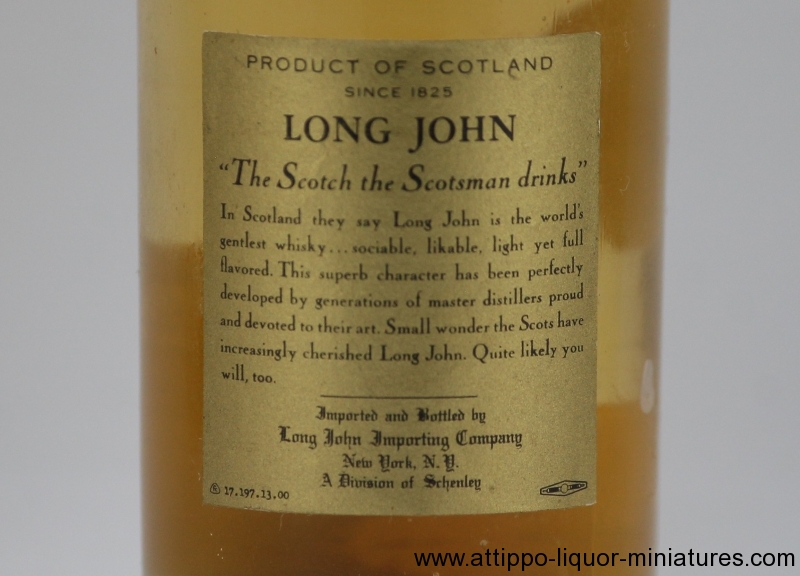 PRODUCT OF SCOTLAND
SINCE 1825
LONG JOHN
“The Scotch the Scotsman drinks”
In Scotland they say Long John is the world's
gentlest whisky...sociable, likable, light yet full
flavored. This superb character has been perfectly
developed by generations of master distillers proud
and devoted to their art. Small wonder the Scots have
increasingly cherished Long John. Quite likely you
will, too.
Imported and Bottled by
Long John Importing Company
New York, N.Y.
A Division of Schenley
17.197.13.00
www.attippo-liquor-miniatures.com